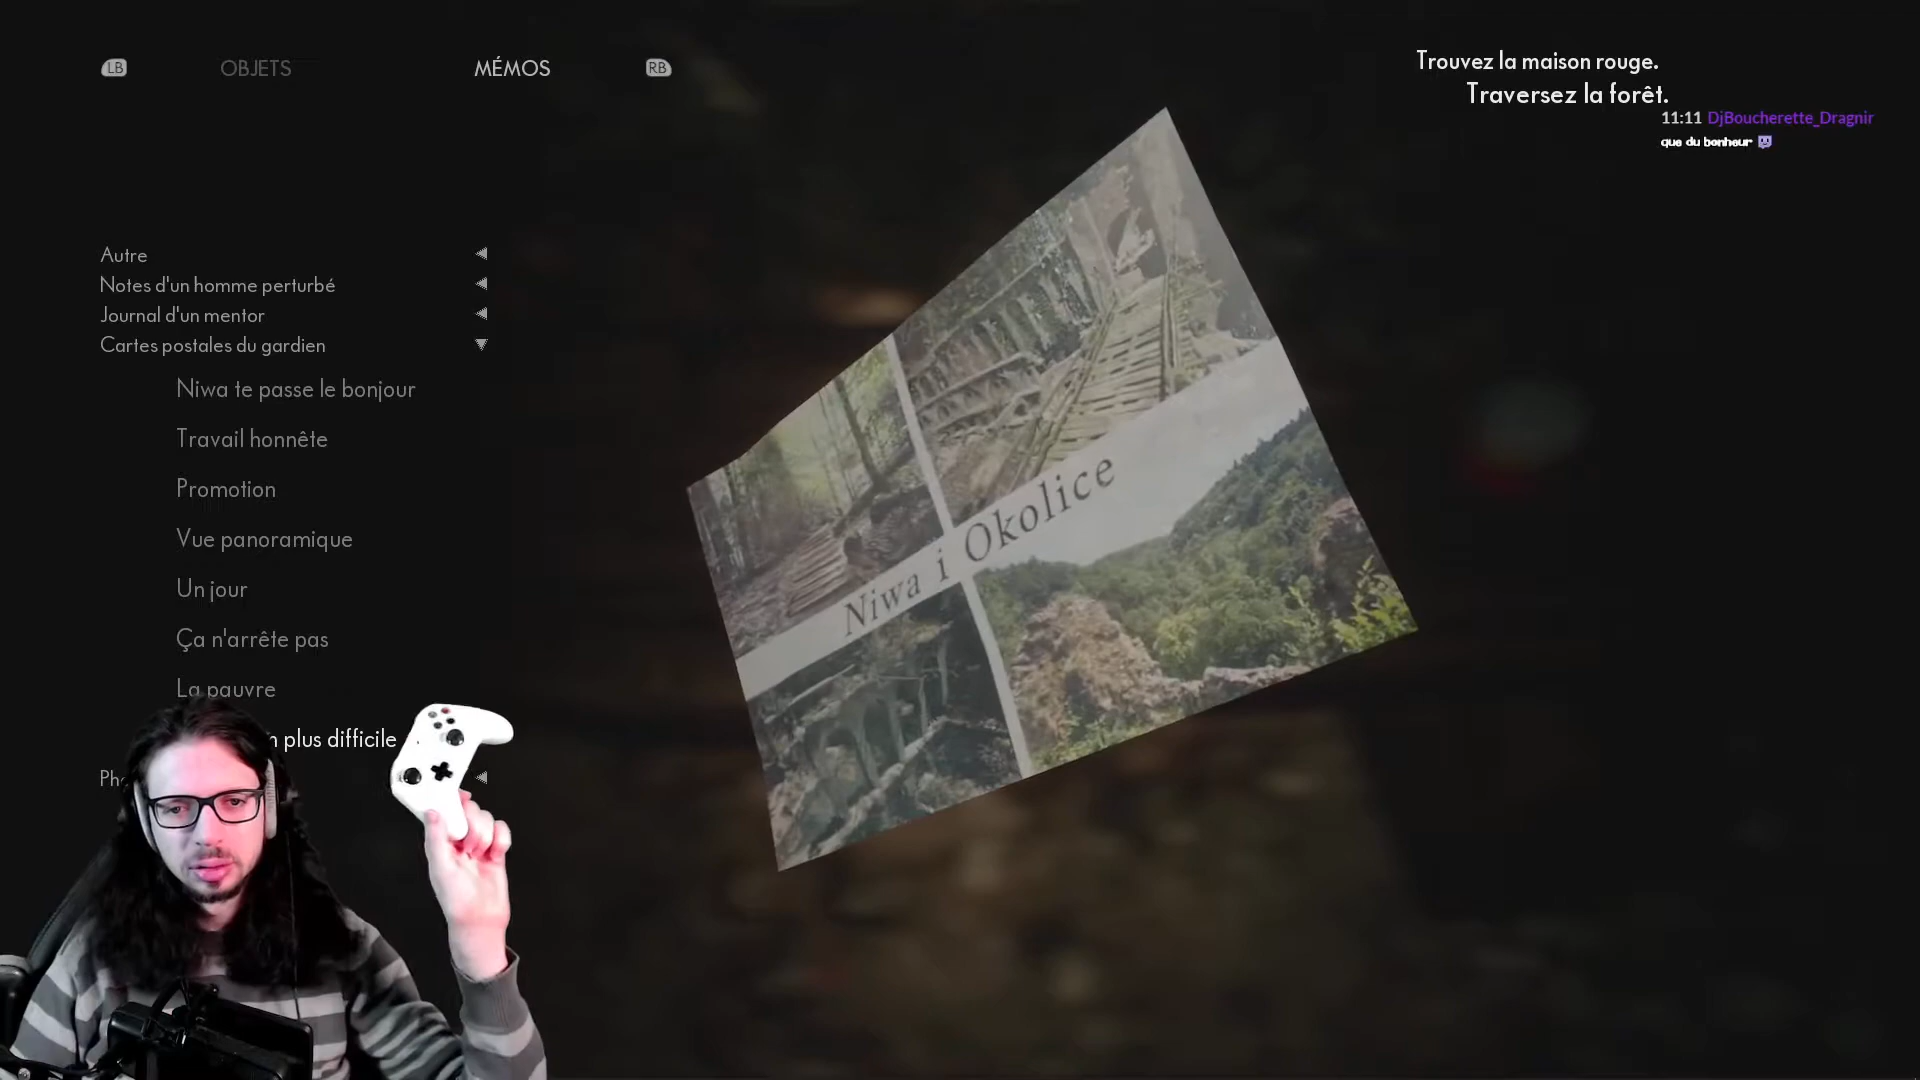 LB OBJETS MÉMOS RB
Trouvez la maison rouge.
Traversez la forêt.
11:11 DjBoucherette_Dragnir
que du bonheur
Autre
Notes d'un homme perturbé
Journal d'un mentor
Cartes postales du gardien
Niwa te passe le bonjour
Travail honnête
Promotion
Vue panoramique
Un jour
Ça n'arrête pas
La pauvre
plus difficile
Niwa i Okolice